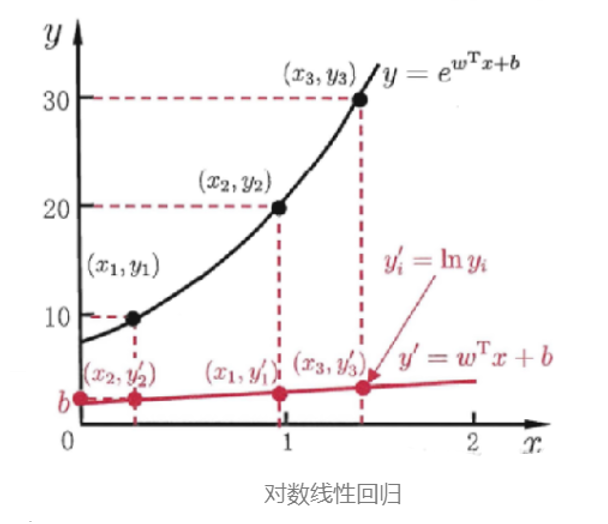 y
(x₃, y₃) y = e^{wᵀx+b}
30
(x₂, y₂)
20
(x₁, y₁)
y′ᵢ = ln yᵢ
10
(x₂, y′₂) (x₁, y′₁) (x₃, y′₃) y′ = wᵀx + b
b
0 1 2 x
对数线性回归